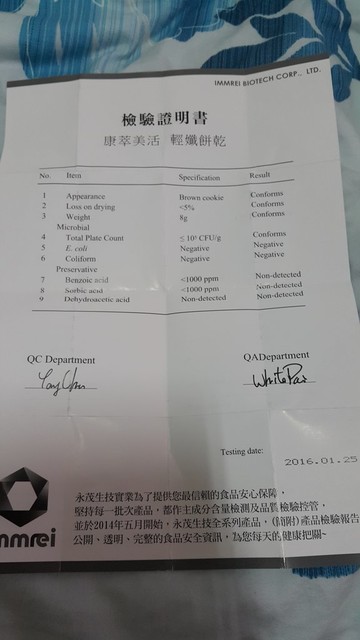 IMMREI BIOTECH CORP., LTD.
檢驗證明書
康萃美活 輕孅餅乾
No. Item Specification Result
1 Appearance Brown cookie Conforms
2 Loss on drying <5% Conforms
3 Weight 8g Conforms
Microbial
4 Total Plate Count ≤ 10⁵ CFU/g Conforms
5 E. coli Negative Negative
6 Coliform Negative Negative
Preservative
7 Benzoic acid <1000 ppm Non-detected
8 Sorbic acid <1000 ppm Non-detected
9 Dehydroacetic acid Non-detected Non-detected
QC Department QADepartment
White Pai
Testing date: 2016.01.25
永茂生技實業為了提供您最信賴的食品安心保障，
堅持每一批次產品，都作主成分含量檢測及品質檢驗控管，
並於2014年五月開始，永茂生技全系列產品，(隨附)產品檢驗報告
公開、透明、完整的食品安全資訊，為您每天的健康把關~
mmrei